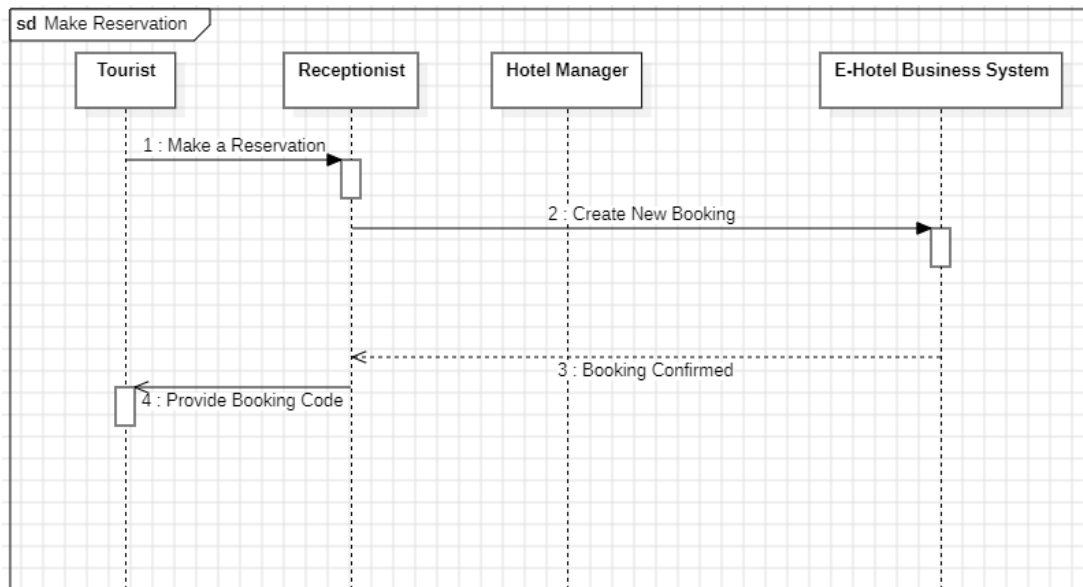 sd Make Reservation
Tourist
Receptionist
Hotel Manager
E-Hotel Business System
1 : Make a Reservation
2 : Create New Booking
3 : Booking Confirmed
4 : Provide Booking Code